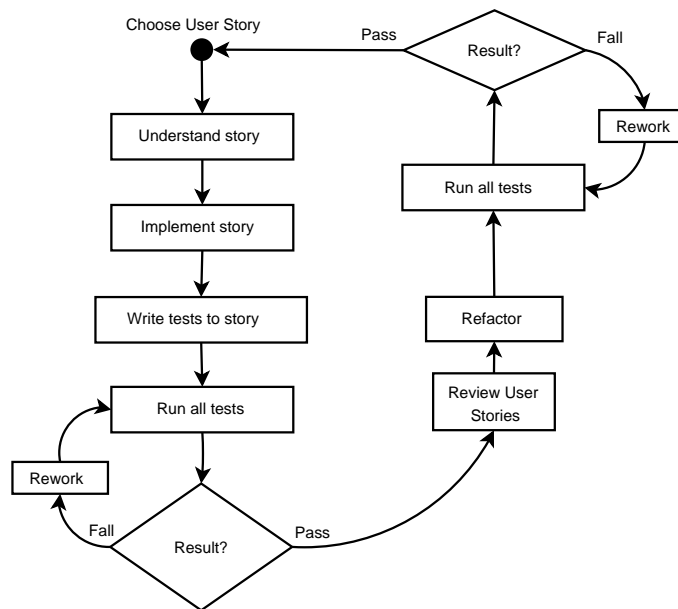 Choose User Story
Understand story
Implement story
Write tests to story
Run all tests
Rework
Fall
Result?
Pass
Review User
Stories
Refactor
Run all tests
Rework
Fall
Result?
Pass